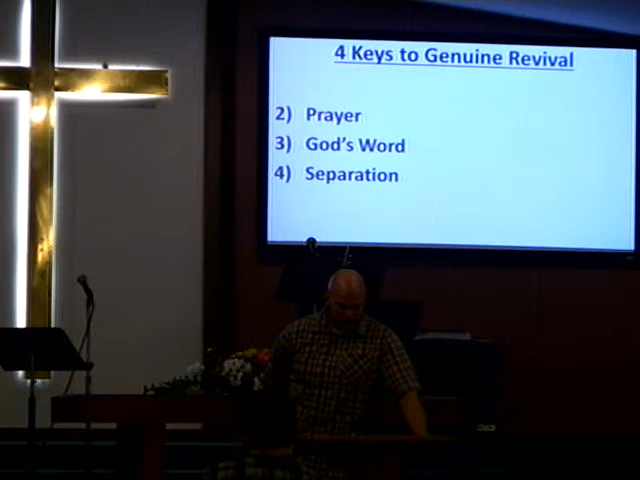 4 Keys to Genuine Revival
2) Prayer
3) God's Word
4) Separation